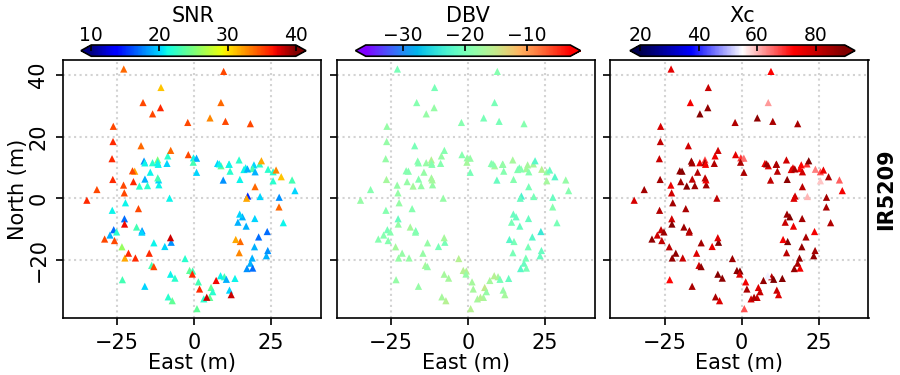 SNR DBV Xc
10 20 30 40 −30 −20 −10 20 40 60 80
40
20
0
−20
North (m)
IR5209
−25 0 25 −25 0 25 −25 0 25
East (m) East (m) East (m)